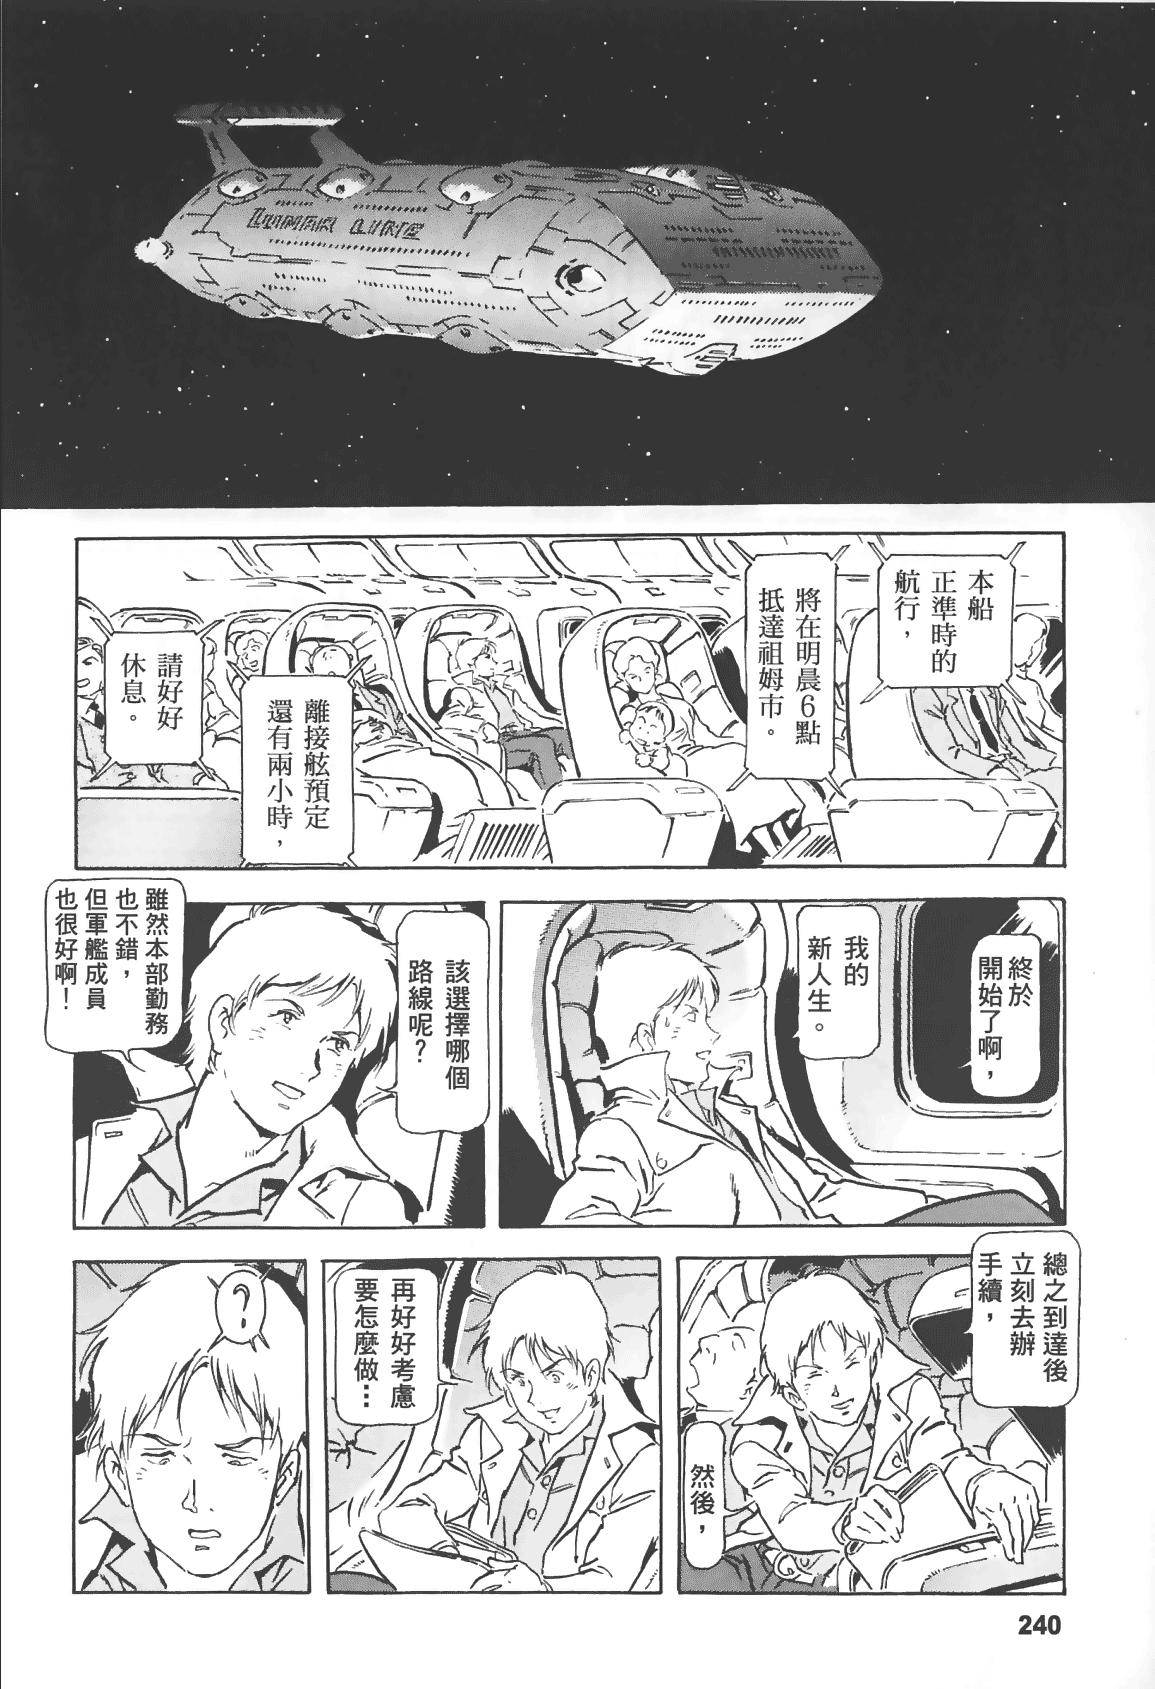 LUNAR LINE
本船
正準時的
航行，
將在明晨6點
抵達祖姆市。
離接舷預定
還有兩小時，
請好好
休息。
終於
開始了啊，
我的
新人生。
該選擇哪個
路線呢？
雖然本部勤務
也不錯，
但軍艦成員
也很好啊！
總之到達後
立刻去辦
手續，
然後，
再好好考慮
要怎麼做…
？
240